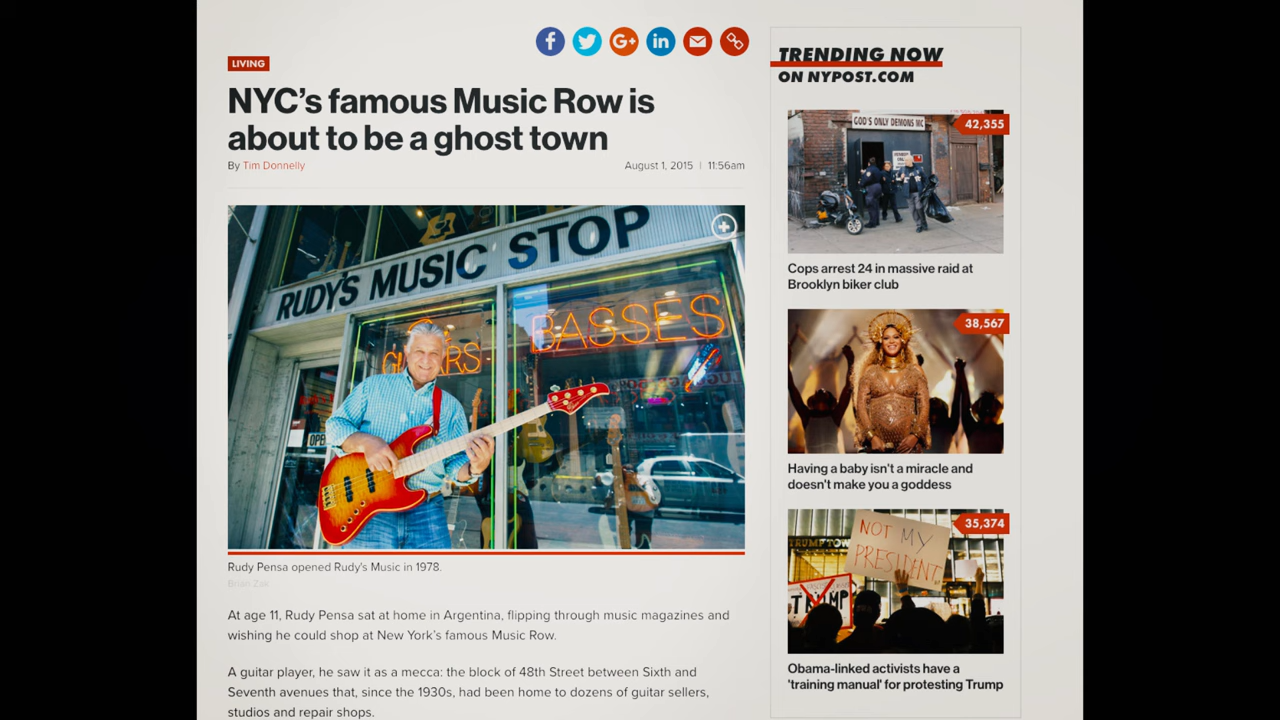 LIVING
NYC's famous Music Row is
about to be a ghost town
By Tim Donnelly
August 1, 2015 | 11:56am
RUDY'S MUSIC STOP
GUITARS
BASSES
OPEN
Rudy Pensa opened Rudy's Music in 1978.
Brian Zak
At age 11, Rudy Pensa sat at home in Argentina, flipping through music magazines and
wishing he could shop at New York's famous Music Row.
A guitar player, he saw it as a mecca: the block of 48th Street between Sixth and
Seventh avenues that, since the 1930s, had been home to dozens of guitar sellers,
studios and repair shops.
TRENDING NOW
ON NYPOST.COM
GOD'S ONLY DEMONS MC
42,355
Cops arrest 24 in massive raid at
Brooklyn biker club
38,567
Having a baby isn't a miracle and
doesn't make you a goddess
35,374
TRUMP TOW
NOT MY
PRESIDENT
TRUMP
Obama-linked activists have a
'training manual' for protesting Trump